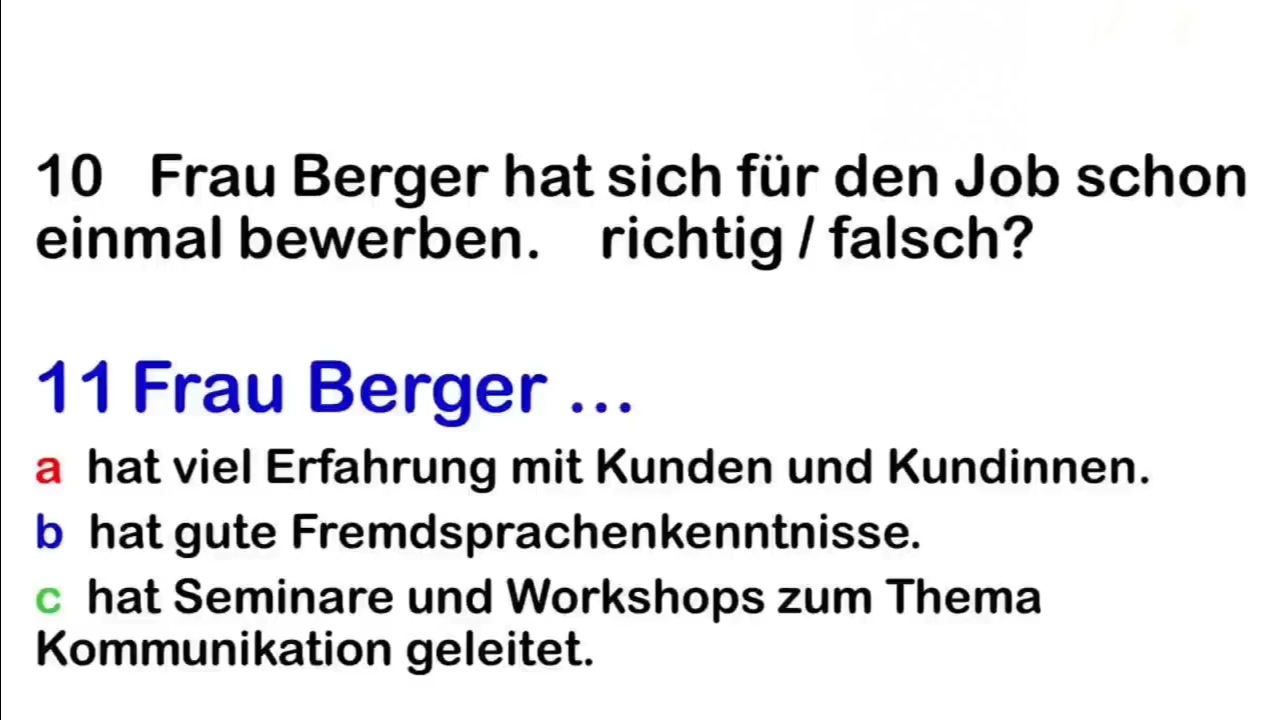 10 Frau Berger hat sich für den Job schon
einmal bewerben. richtig / falsch?
11 Frau Berger ...
a hat viel Erfahrung mit Kunden und Kundinnen.
b hat gute Fremdsprachenkenntnisse.
c hat Seminare und Workshops zum Thema
Kommunikation geleitet.